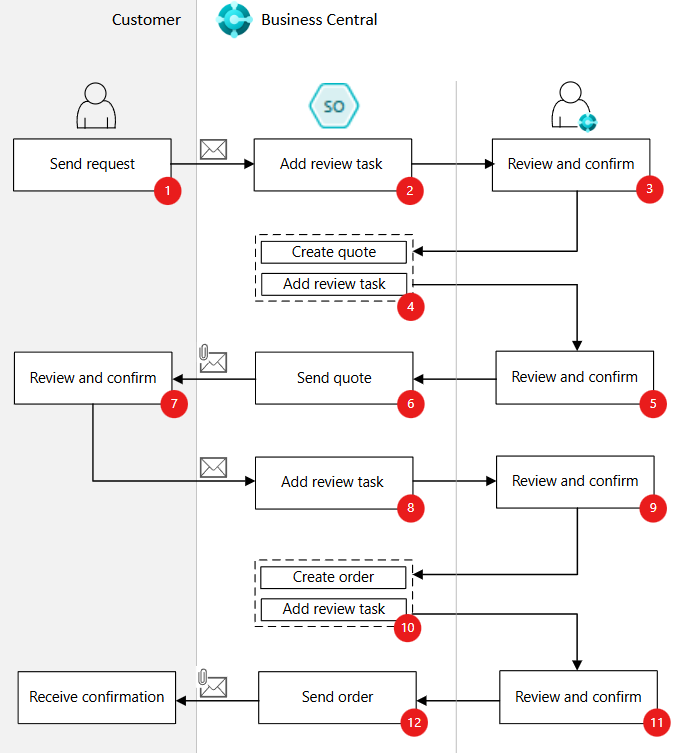 Customer
Business Central
SO
Send request
1
Add review task
2
Review and confirm
3
Create quote
Add review task
4
Review and confirm
5
Send quote
6
Review and confirm
7
Add review task
8
Review and confirm
9
Create order
Add review task
10
Review and confirm
11
Send order
12
Receive confirmation